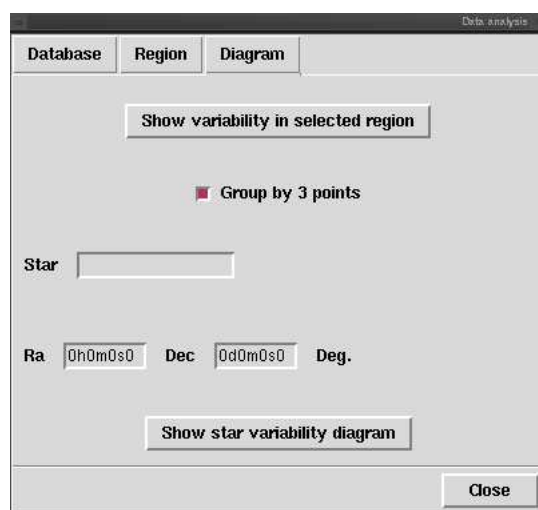 Data analysis
Database Region Diagram
Show variability in selected region
Group by 3 points
Star
Ra 0h0m0s0 Dec 0d0m0s0 Deg.
Show star variability diagram
Close